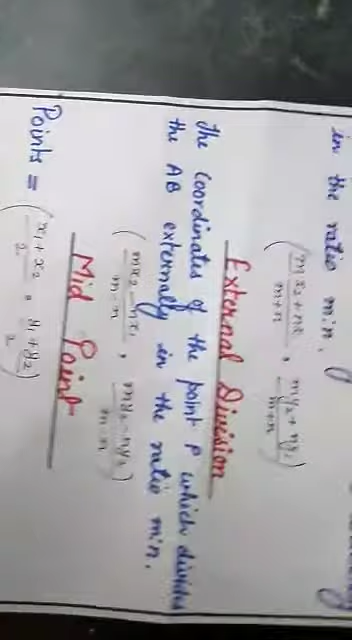 in the ratio m:n.
(mx₂+nx₁/m+n , my₂+ny₁/m+n)
External Division
The Coordinates of the point P which divides
the AB externally in the ratio m:n.
(mx₂-nx₁/m-n , my₂-ny₁/m-n)
Mid Point
Points = (x₁+x₂/2 , y₁+y₂/2)